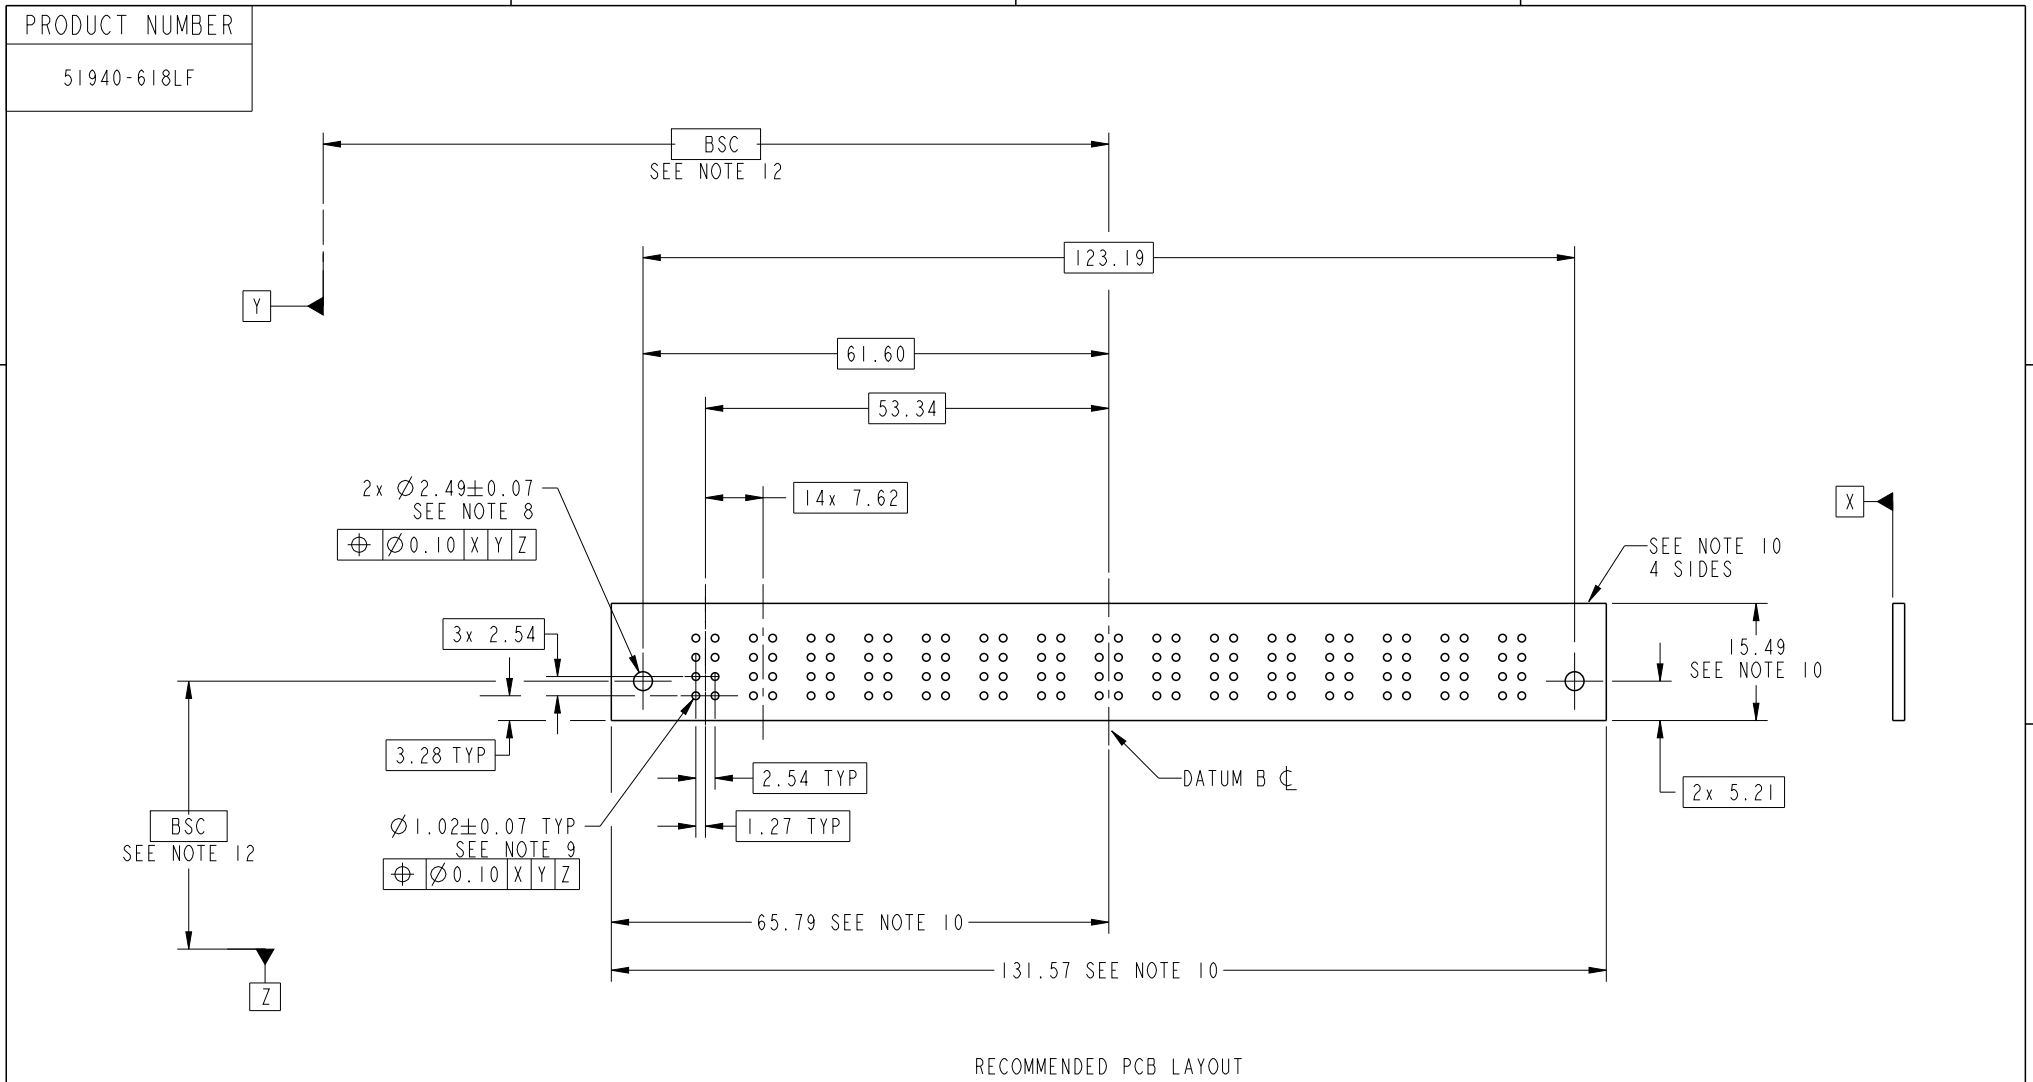 PRODUCT NUMBER
51940-618LF
BSC
SEE NOTE 12
123.19
Y
61.60
53.34
2x Ø2.49±0.07
SEE NOTE 8
⌖ Ø0.10 X Y Z
14x 7.62
X
SEE NOTE 10
4 SIDES
3x 2.54
15.49
SEE NOTE 10
3.28 TYP
2.54 TYP
DATUM B ℄
2x 5.21
BSC
SEE NOTE 12
Ø1.02±0.07 TYP
SEE NOTE 9
⌖ Ø0.10 X Y Z
1.27 TYP
65.79 SEE NOTE 10
131.57 SEE NOTE 10
Z
RECOMMENDED PCB LAYOUT